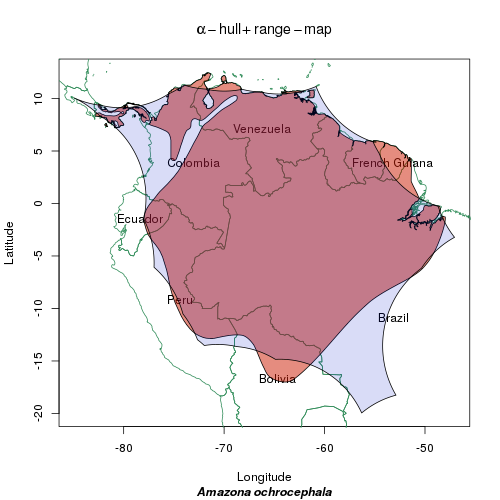 α − hull + range − map
Venezuela
Colombia
French Guiana
Ecuador
Peru
Brazil
Bolivia
10
5
0
-5
-10
-15
-20
Latitude
-80 -70 -60 -50
Longitude
Amazona ochrocephala